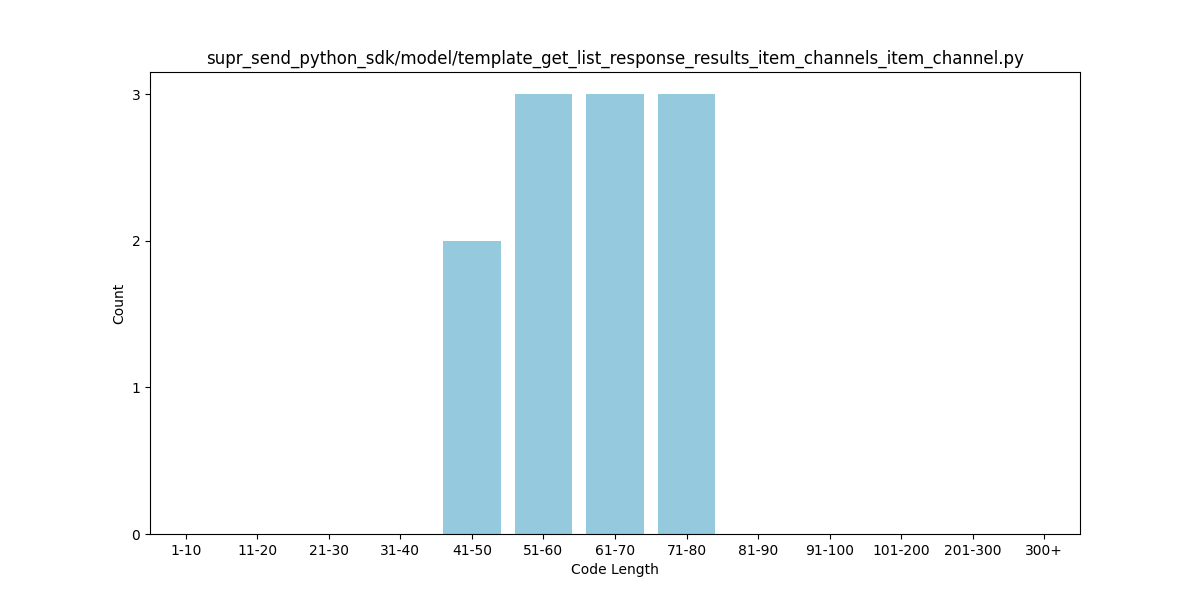 supr_send_python_sdk/model/template_get_list_response_results_item_channels_item_channel.py
3
2
1
0
Count
1-10 11-20 21-30 31-40 41-50 51-60 61-70 71-80 81-90 91-100 101-200 201-300 300+
Code Length